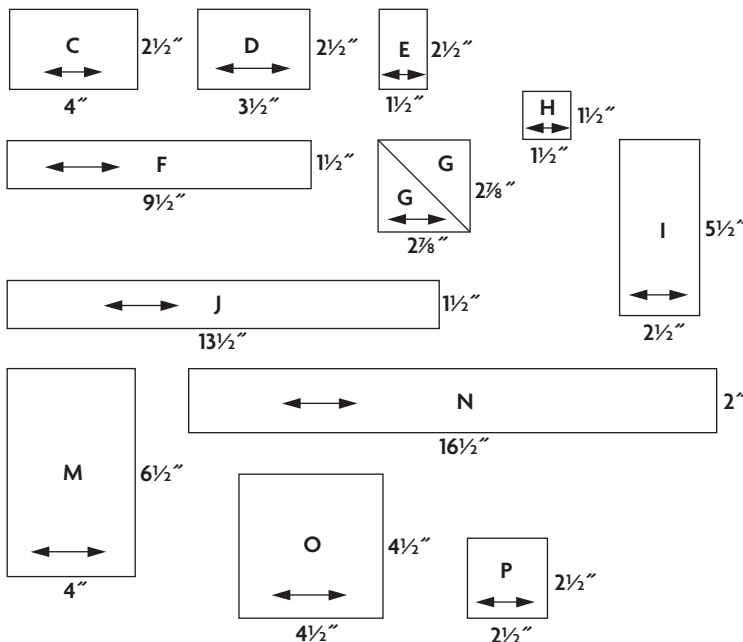 C 2½″ D 2½″ E 2½″
4″ 3½″ 1½″
H 1½″
1½″
F 1½″
9½″
G
G 2⅞″
2⅞″
I 5½″
2½″
J 1½″
13½″
N 2″
16½″
M 6½″
4″
O 4½″
4½″
P 2½″
2½″